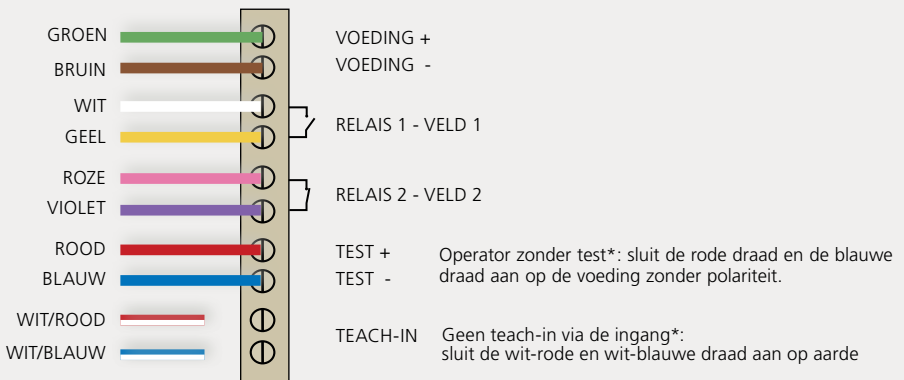 GROEN VOEDING +
BRUIN VOEDING -
WIT
RELAIS 1 - VELD 1
GEEL
ROZE
RELAIS 2 - VELD 2
VIOLET
ROOD TEST + Operator zonder test*: sluit de rode draad en de blauwe
BLAUW TEST - draad aan op de voeding zonder polariteit.
WIT/ROOD
TEACH-IN Geen teach-in via de ingang*:
WIT/BLAUW sluit de wit-rode en wit-blauwe draad aan op aarde